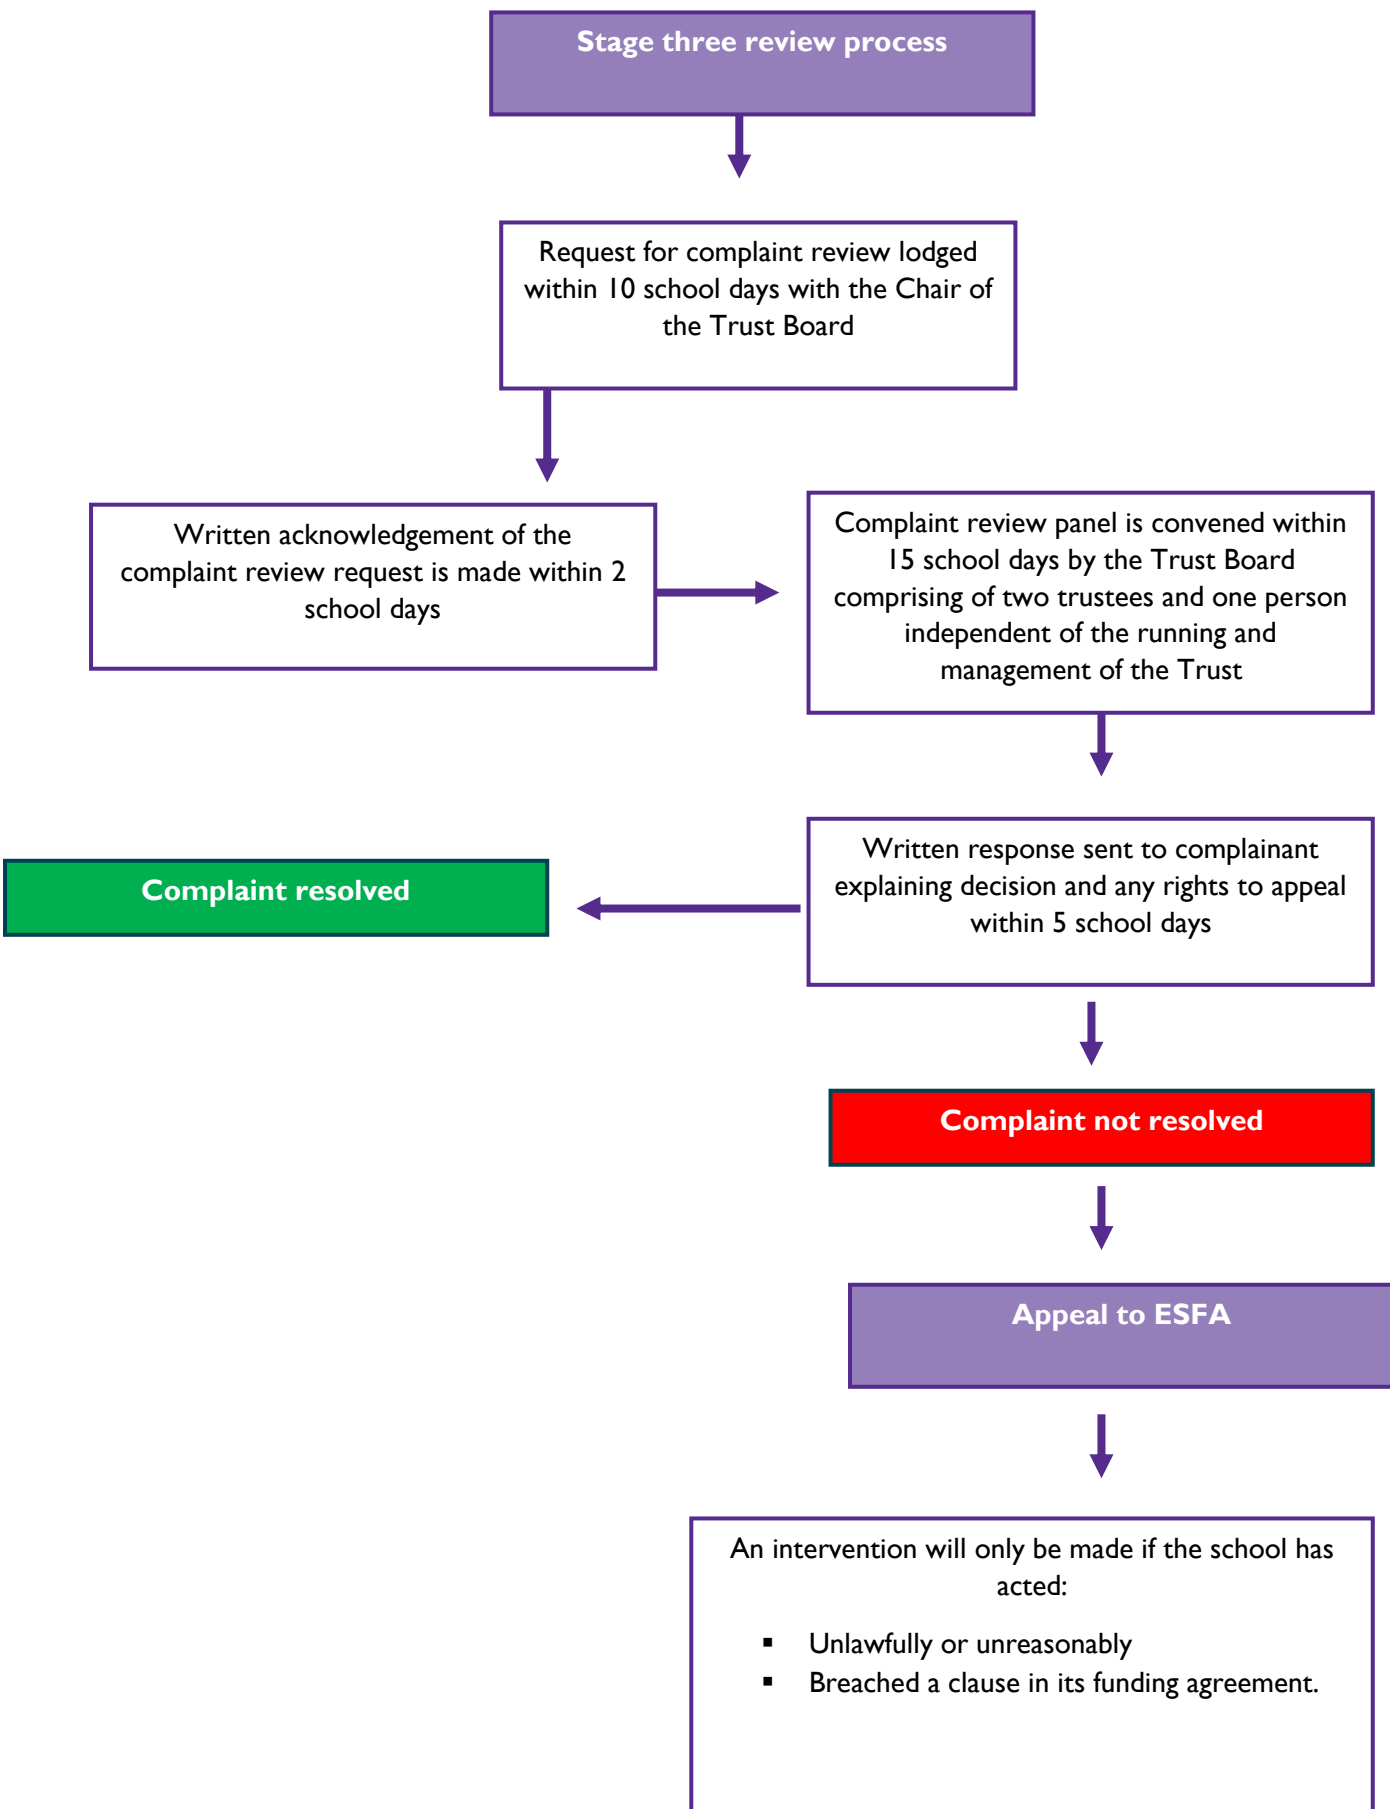 Stage three review process
Request for complaint review lodged
within 10 school days with the Chair of
the Trust Board
Written acknowledgement of the
complaint review request is made within 2
school days
Complaint review panel is convened within
15 school days by the Trust Board
comprising of two trustees and one person
independent of the running and
management of the Trust
Written response sent to complainant
explaining decision and any rights to appeal
within 5 school days
Complaint resolved
Complaint not resolved
Appeal to ESFA
An intervention will only be made if the school has
acted:
▪ Unlawfully or unreasonably
▪ Breached a clause in its funding agreement.